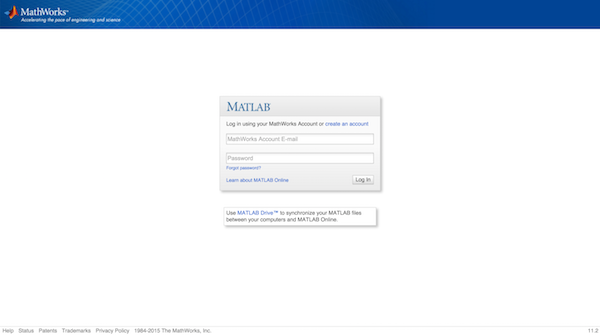 MathWorks®
Accelerating the pace of engineering and science
MATLAB
Log in using your MathWorks Account or create an account
MathWorks Account E-mail
Password
Forgot password?
Learn about MATLAB Online
Log In
Use MATLAB Drive™ to synchronize your MATLAB files
between your computers and MATLAB Online.
Help Status Patents Trademarks Privacy Policy 1984-2015 The MathWorks, Inc.
11.2